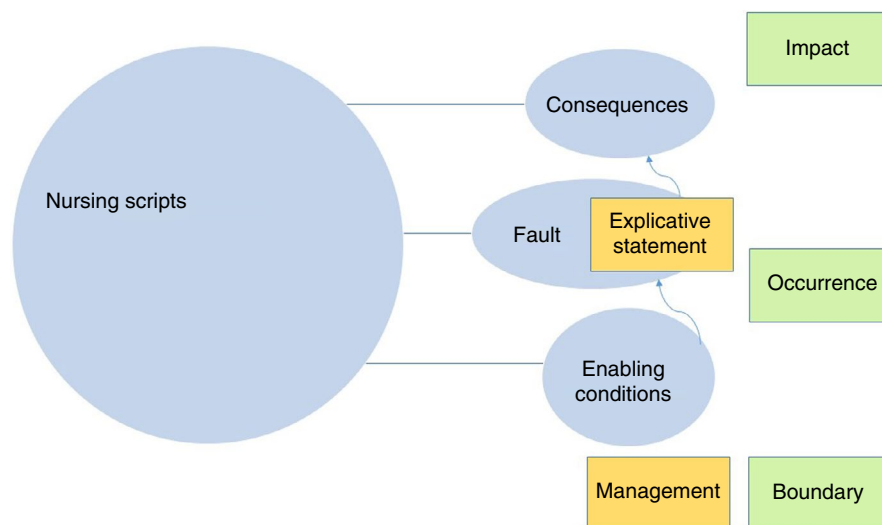 Impact
Consequences
Nursing scripts
Fault
Explicative
statement
Occurrence
Enabling
conditions
Management
Boundary